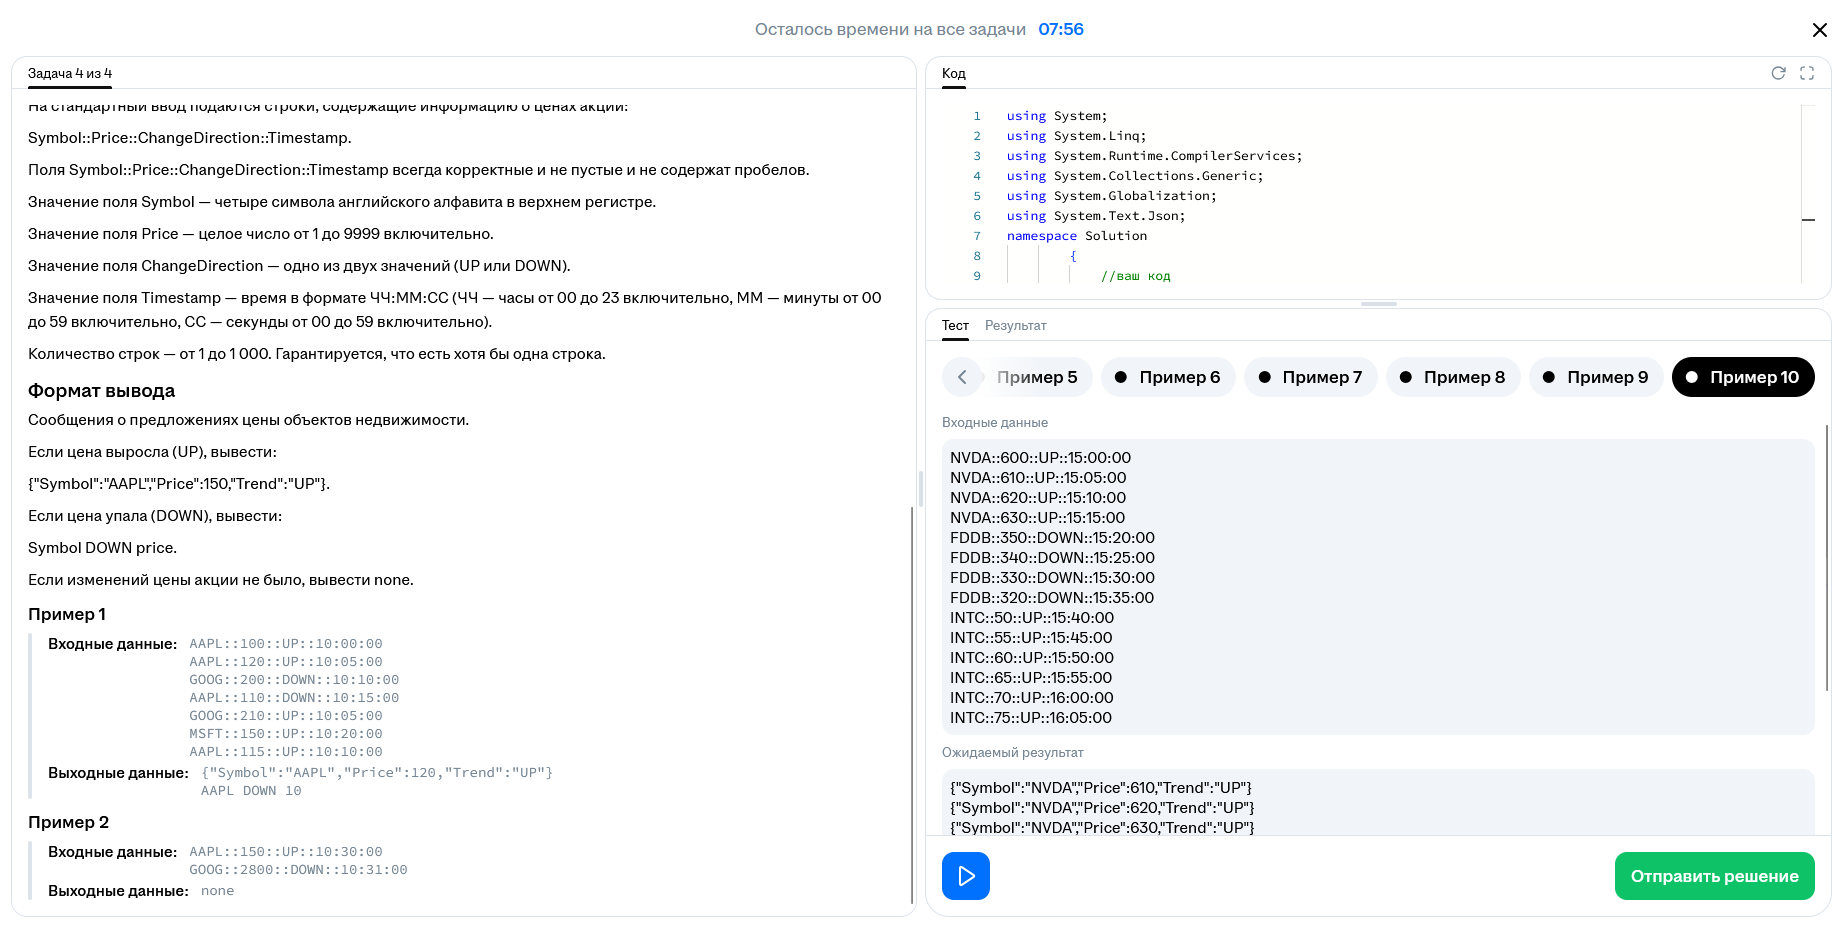 Осталось времени на все задачи 07:56
Задача 4 из 4
На стандартный ввод подаются строки, содержащие информацию о ценах акций:
Symbol::Price::ChangeDirection::Timestamp.
Поля Symbol::Price::ChangeDirection::Timestamp всегда корректные и не пустые и не содержат пробелов.
Значение поля Symbol — четыре символа английского алфавита в верхнем регистре.
Значение поля Price — целое число от 1 до 9999 включительно.
Значение поля ChangeDirection — одно из двух значений (UP или DOWN).
Значение поля Timestamp — время в формате ЧЧ:ММ:СС (ЧЧ — часы от 00 до 23 включительно, ММ — минуты от 00
до 59 включительно, СС — секунды от 00 до 59 включительно).
Количество строк — от 1 до 1 000. Гарантируется, что есть хотя бы одна строка.
Формат вывода
Сообщения о предложениях цены объектов недвижимости.
Если цена выросла (UP), вывести:
{"Symbol":"AAPL","Price":150,"Trend":"UP"}.
Если цена упала (DOWN), вывести:
Symbol DOWN price.
Если изменений цены акции не было, вывести none.
Пример 1
Входные данные: AAPL::100::UP::10:00:00
AAPL::120::UP::10:05:00
GOOG::200::DOWN::10:10:00
AAPL::110::DOWN::10:15:00
GOOG::210::UP::10:05:00
MSFT::150::UP::10:20:00
AAPL::115::UP::10:10:00
Выходные данные: {"Symbol":"AAPL","Price":120,"Trend":"UP"}
AAPL DOWN 10
Пример 2
Входные данные: AAPL::150::UP::10:30:00
GOOG::2800::DOWN::10:31:00
Выходные данные: none
Код
1 using System;
2 using System.Linq;
3 using System.Runtime.CompilerServices;
4 using System.Collections.Generic;
5 using System.Globalization;
6 using System.Text.Json;
7 namespace Solution
8 {
9 //ваш код
Тест Результат
Пример 5 Пример 6 Пример 7 Пример 8 Пример 9 Пример 10
Входные данные
NVDA::600::UP::15:00:00
NVDA::610::UP::15:05:00
NVDA::620::UP::15:10:00
NVDA::630::UP::15:15:00
FDDB::350::DOWN::15:20:00
FDDB::340::DOWN::15:25:00
FDDB::330::DOWN::15:30:00
FDDB::320::DOWN::15:35:00
INTC::50::UP::15:40:00
INTC::55::UP::15:45:00
INTC::60::UP::15:50:00
INTC::65::UP::15:55:00
INTC::70::UP::16:00:00
INTC::75::UP::16:05:00
Ожидаемый результат
{"Symbol":"NVDA","Price":610,"Trend":"UP"}
{"Symbol":"NVDA","Price":620,"Trend":"UP"}
{"Symbol":"NVDA","Price":630,"Trend":"UP"}
Отправить решение